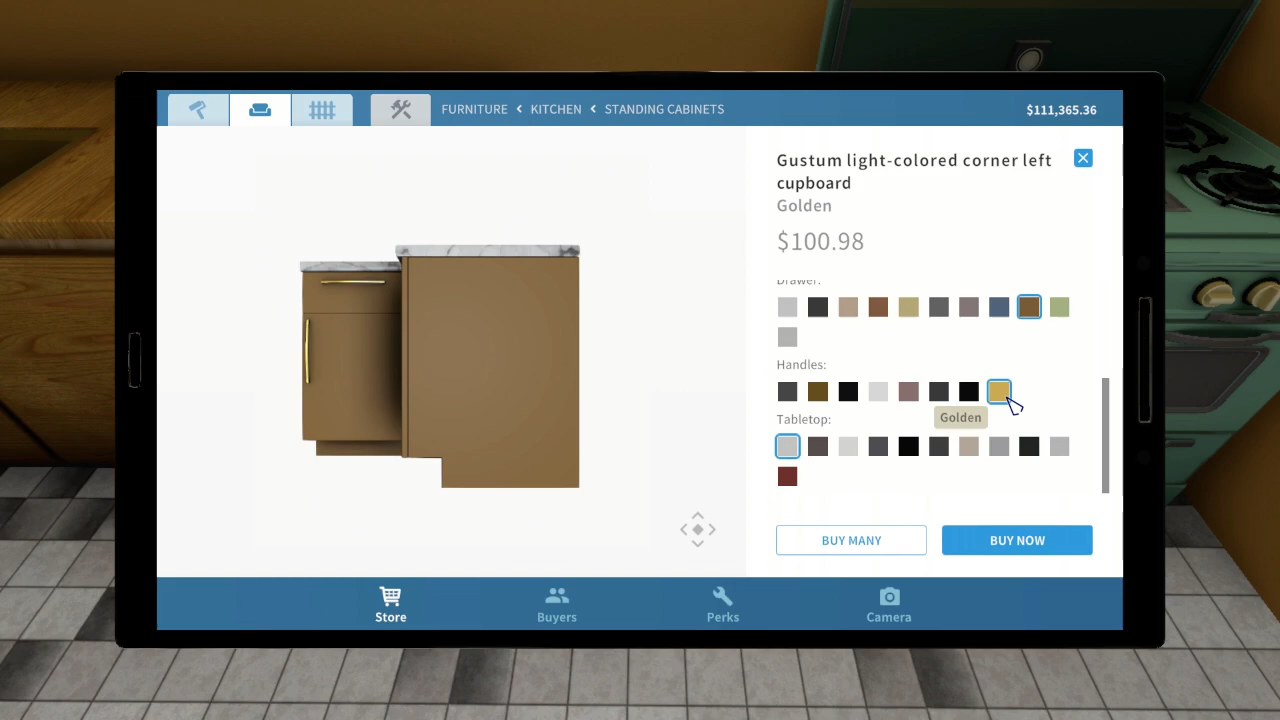 FURNITURE < KITCHEN < STANDING CABINETS
$111,365.36
Gustum light-colored corner left
cupboard
Golden
$100.98
Drawer:
Handles:
Golden
Tabletop:
BUY MANY
BUY NOW
Store
Buyers
Perks
Camera